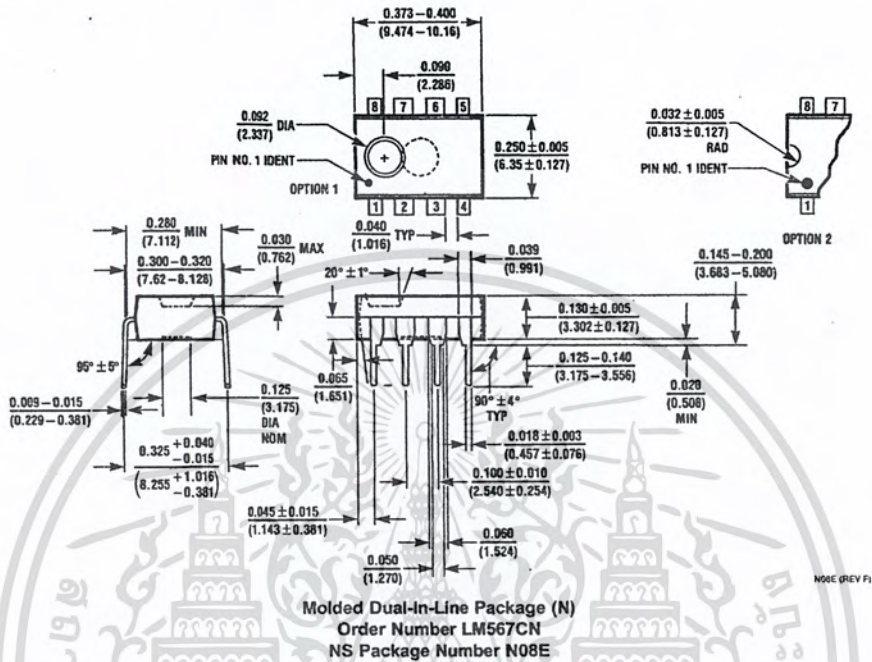 0.373–0.400
(9.474–10.16)
0.090
(2.286)
8 7 6 5
0.092 DIA
(2.337)
PIN NO. 1 IDENT
OPTION 1
0.250 ± 0.005
(6.35 ± 0.127)
1 2 3 4
0.032 ± 0.005
(0.813 ± 0.127)
RAD
PIN NO. 1 IDENT
8 7
1
OPTION 2
0.280 MIN
(7.112)
0.300–0.320
(7.62–8.128)
0.030 MAX
(0.762)
0.040 TYP
(1.016)
20° ± 1°
0.039
(0.991)
0.145–0.200
(3.683–5.080)
0.130 ± 0.005
(3.302 ± 0.127)
0.125–0.140
(3.175–3.556)
0.020
(0.508)
MIN
95° ± 5°
0.009–0.015
(0.229–0.381)
0.125
(3.175)
DIA
NOM
0.065
(1.651)
90° ± 4°
TYP
0.018 ± 0.003
(0.457 ± 0.076)
0.325 +0.040 −0.015
(8.255 +1.016 −0.381)
0.100 ± 0.010
(2.540 ± 0.254)
0.045 ± 0.015
(1.143 ± 0.381)
0.060
(1.524)
0.050
(1.270)
N08E (REV F)
Molded Dual-In-Line Package (N)
Order Number LM567CN
NS Package Number N08E